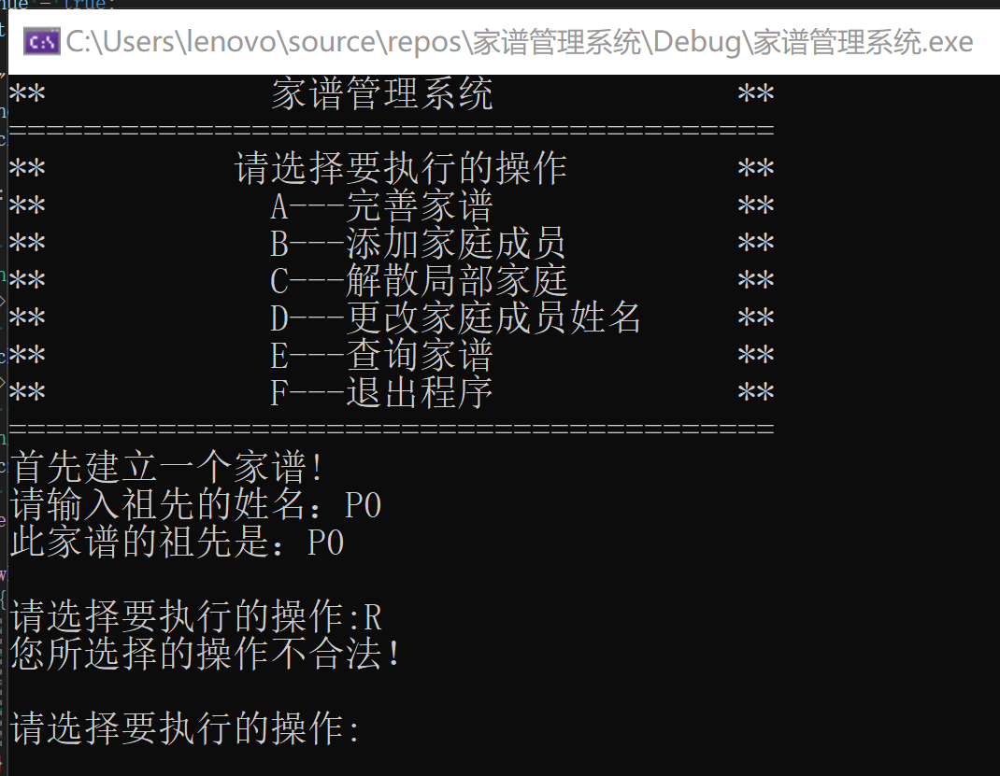 nue = true;
C:\Users\lenovo\source\repos\家谱管理系统\Debug\家谱管理系统.exe
** 家谱管理系统 **
=========================================
** 请选择要执行的操作 **
** A---完善家谱 **
** B---添加家庭成员 **
** C---解散局部家庭 **
** D---更改家庭成员姓名 **
** E---查询家谱 **
** F---退出程序 **
=========================================
首先建立一个家谱!
请输入祖先的姓名：P0
此家谱的祖先是：P0
请选择要执行的操作:R
您所选择的操作不合法!
请选择要执行的操作: